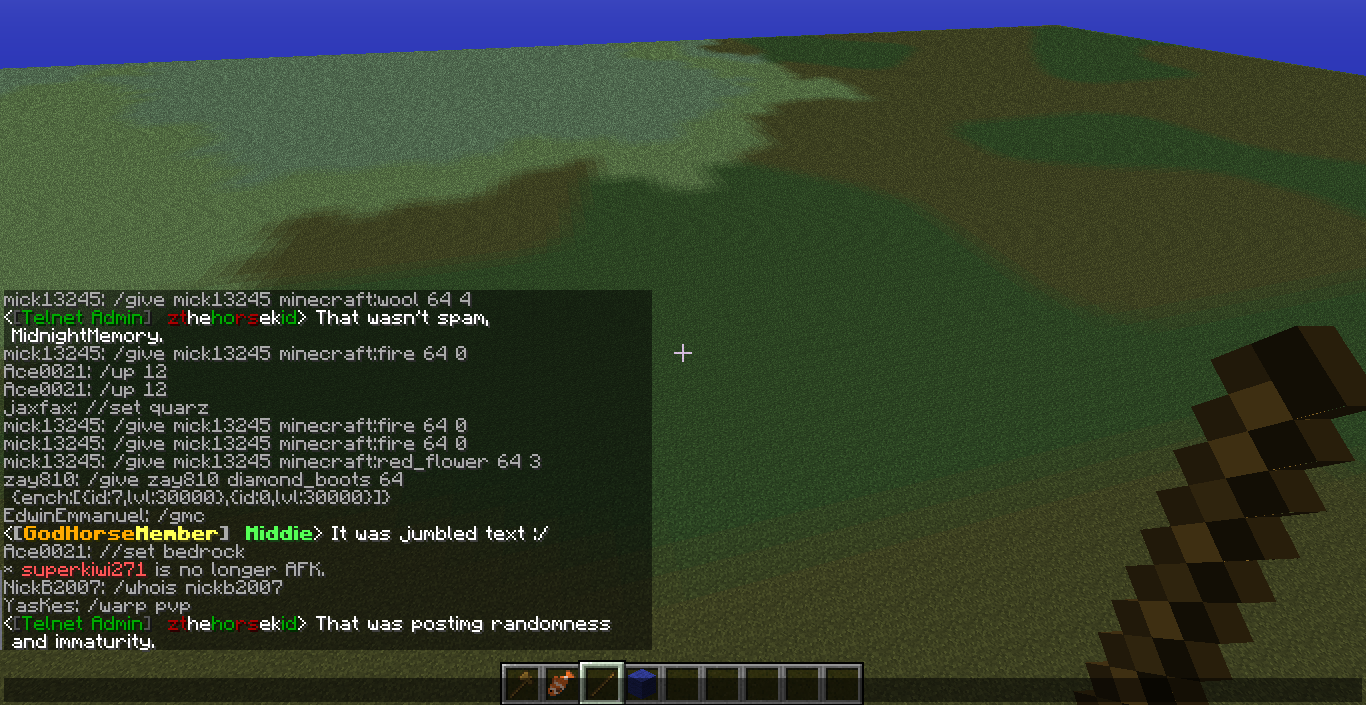 mick13245: /give mick13245 minecraft:wool 64 4
<[Telnet Admin] zthehorsekid> That wasn't spam,
MidnightMemory.
mick13245: /give mick13245 minecraft:fire 64 0
Ace0021: /up 12
Ace0021: /up 12
jaxfax: //set quarz
mick13245: /give mick13245 minecraft:fire 64 0
mick13245: /give mick13245 minecraft:fire 64 0
mick13245: /give mick13245 minecraft:red_flower 64 3
zay810: /give zay810 diamond_boots 64
{ench:[{id:7,lvl:30000},{id:0,lvl:30000}]}
EdwinEmmanuel: /gmc
<[GodHorseMember] Middie> It was jumbled text :/
Ace0021: //set bedrock
* superkiwi271 is no longer AFK.
NickB2007: /whois nickb2007
YasKes: /warp pvp
<[Telnet Admin] zthehorsekid> That was postimg randomness
and immaturity.